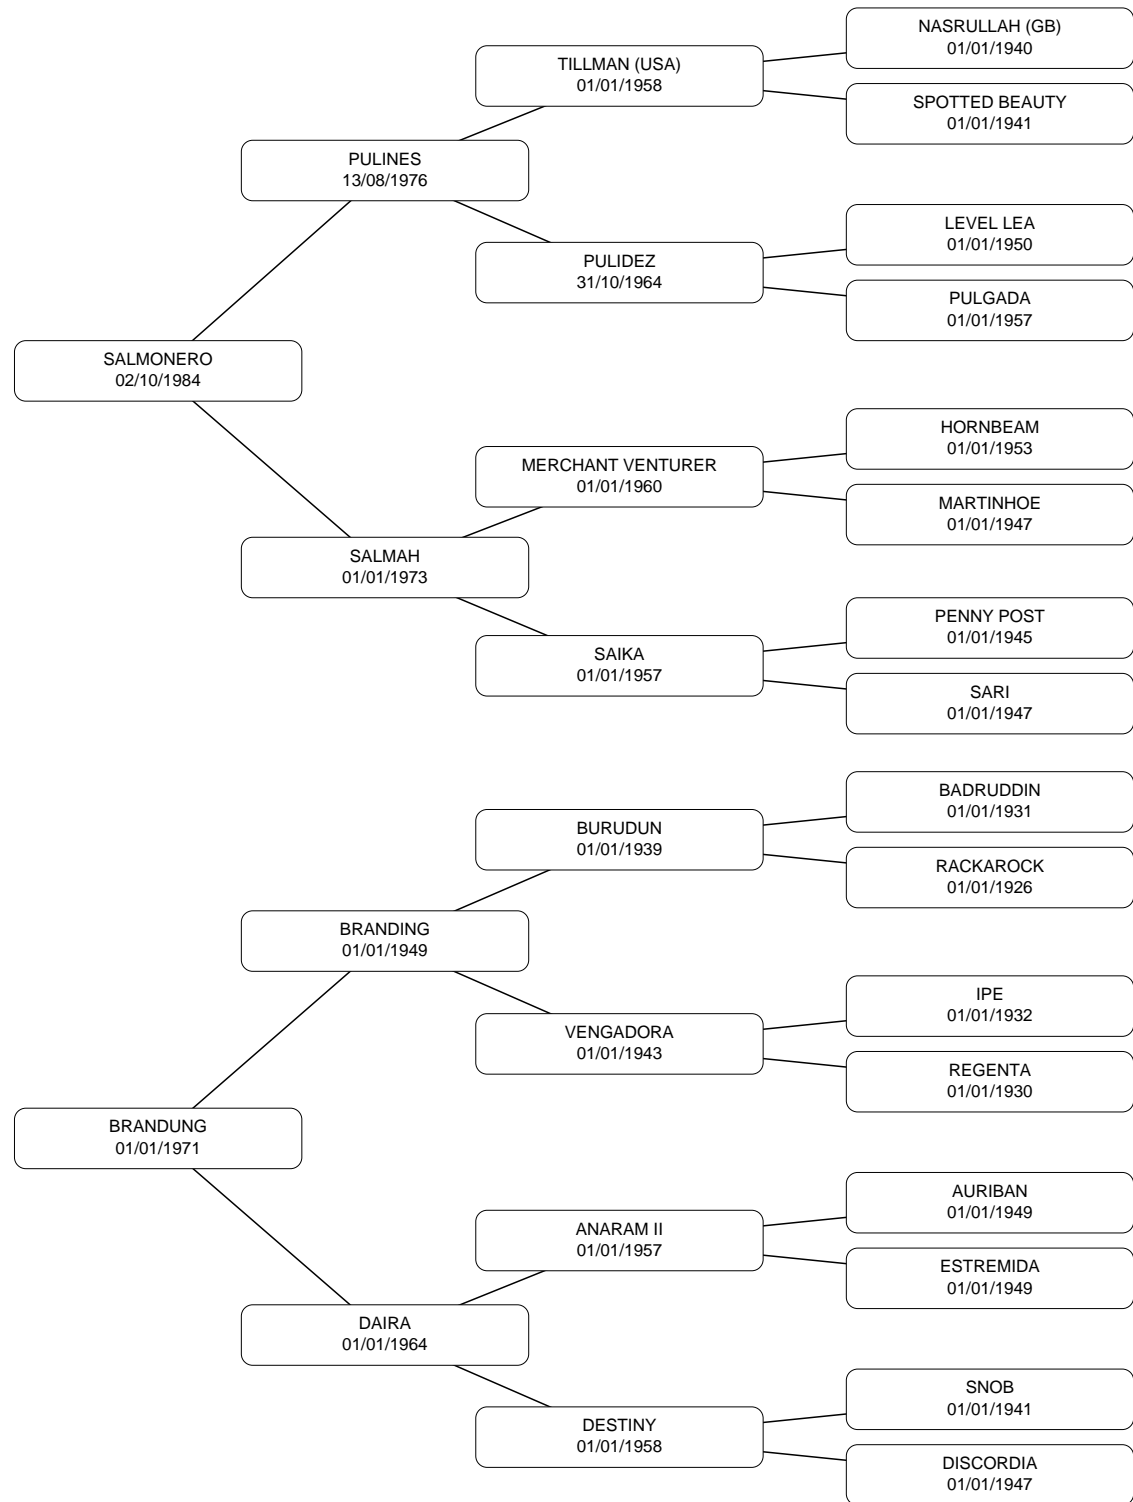 NASRULLAH (GB)
01/01/1940
TILLMAN (USA)
01/01/1958
SPOTTED BEAUTY
01/01/1941
PULINES
13/08/1976
LEVEL LEA
01/01/1950
PULIDEZ
31/10/1964
PULGADA
01/01/1957
SALMONERO
02/10/1984
HORNBEAM
01/01/1953
MERCHANT VENTURER
01/01/1960
MARTINHOE
01/01/1947
SALMAH
01/01/1973
PENNY POST
01/01/1945
SAIKA
01/01/1957
SARI
01/01/1947
BADRUDDIN
01/01/1931
BURUDUN
01/01/1939
RACKAROCK
01/01/1926
BRANDING
01/01/1949
IPE
01/01/1932
VENGADORA
01/01/1943
REGENTA
01/01/1930
BRANDUNG
01/01/1971
AURIBAN
01/01/1949
ANARAM II
01/01/1957
ESTREMIDA
01/01/1949
DAIRA
01/01/1964
SNOB
01/01/1941
DESTINY
01/01/1958
DISCORDIA
01/01/1947